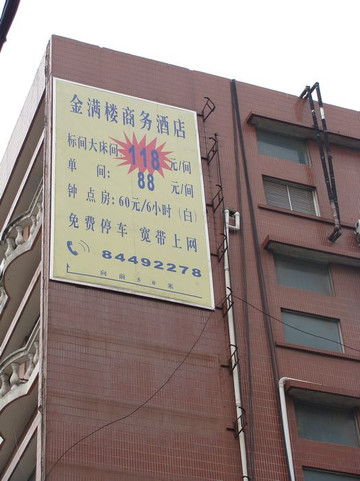 金满楼商务酒店
标间大床间 118 元/间
单 间: 88 元/间
钟点房: 60元/6小时(白)
免费停车 宽带上网
84492278
向前